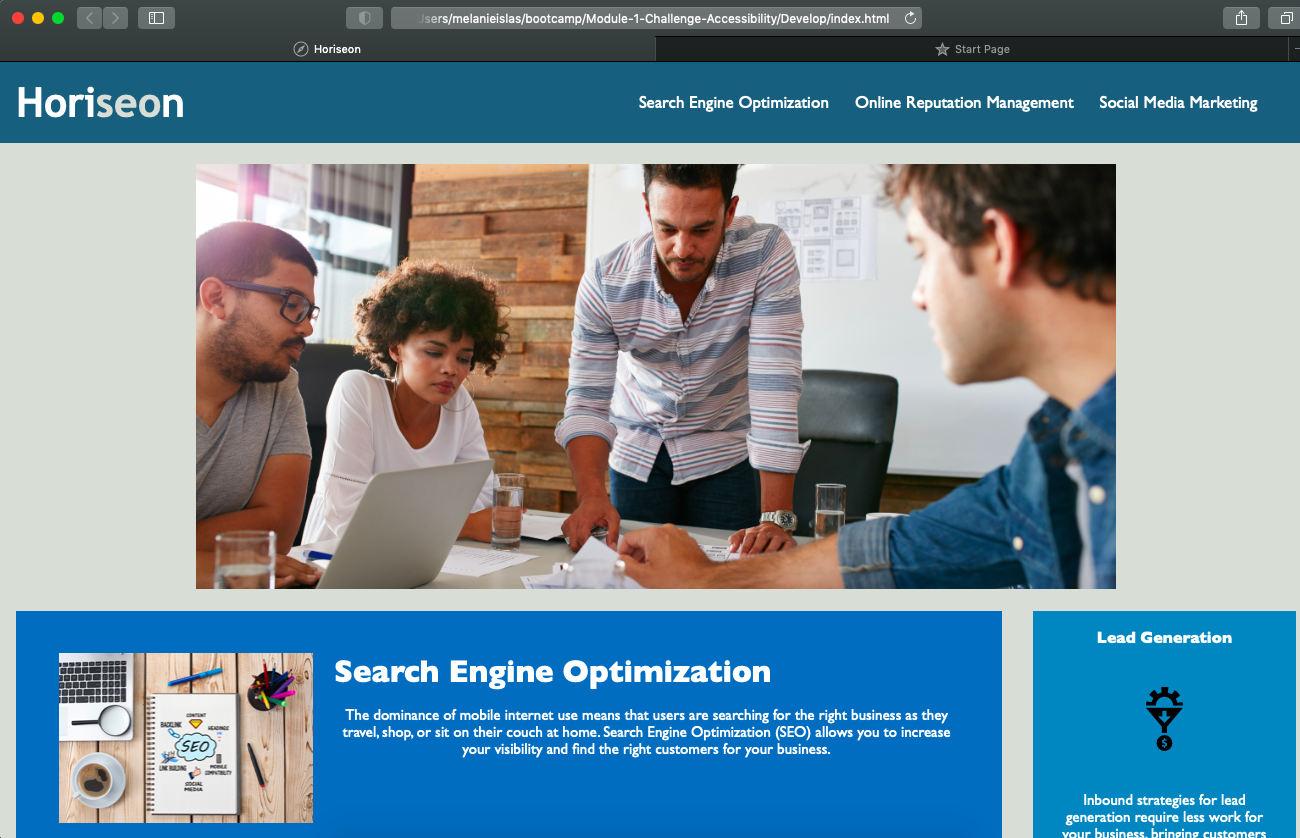 Jsers/melanieislas/bootcamp/Module-1-Challenge-Accessibility/Develop/index.html
Horiseon
Start Page
Horiseon
Search Engine Optimization
Online Reputation Management
Social Media Marketing
Search Engine Optimization
The dominance of mobile internet use means that users are searching for the right business as they
travel, shop, or sit on their couch at home. Search Engine Optimization (SEO) allows you to increase
your visibility and find the right customers for your business.
CONTENT
BACKLINK
HEADINGS
SEO
LINK BUILDING
MOBILE
COMPATIBILITY
SOCIAL
MEDIA
Lead Generation
$
Inbound strategies for lead
generation require less work for
your business, bringing customers